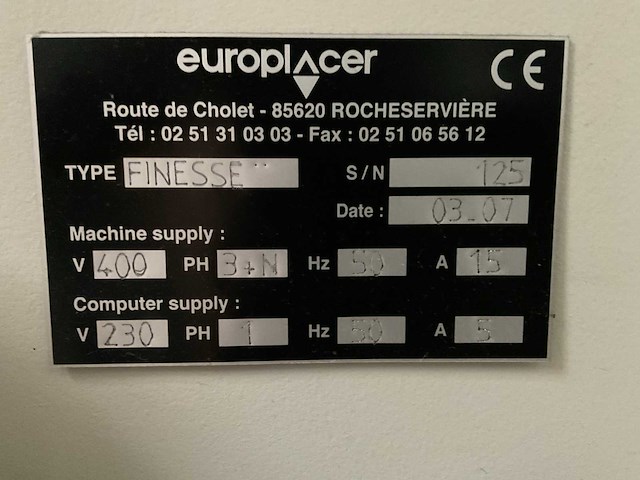 europlacer CE
Route de Cholet - 85620 ROCHESERVIÈRE
Tél : 02 51 31 03 03 - Fax : 02 51 06 56 12
TYPE FINESSE S/N 125
Date : 03-07
Machine supply :
V 400 PH 3+N Hz 50 A 15
Computer supply :
V 230 PH 1 Hz 50 A 5